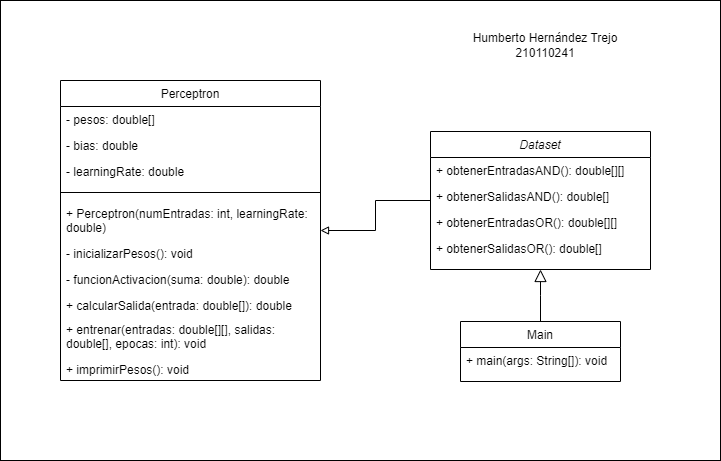 Humberto Hernández Trejo
210110241
Perceptron
- pesos: double[]
- bias: double
- learningRate: double
+ Perceptron(numEntradas: int, learningRate:
double)
- inicializarPesos(): void
- funcionActivacion(suma: double): double
+ calcularSalida(entrada: double[]): double
+ entrenar(entradas: double[][], salidas:
double[], epocas: int): void
+ imprimirPesos(): void
Dataset
+ obtenerEntradasAND(): double[][]
+ obtenerSalidasAND(): double[]
+ obtenerEntradasOR(): double[][]
+ obtenerSalidasOR(): double[]
Main
+ main(args: String[]): void